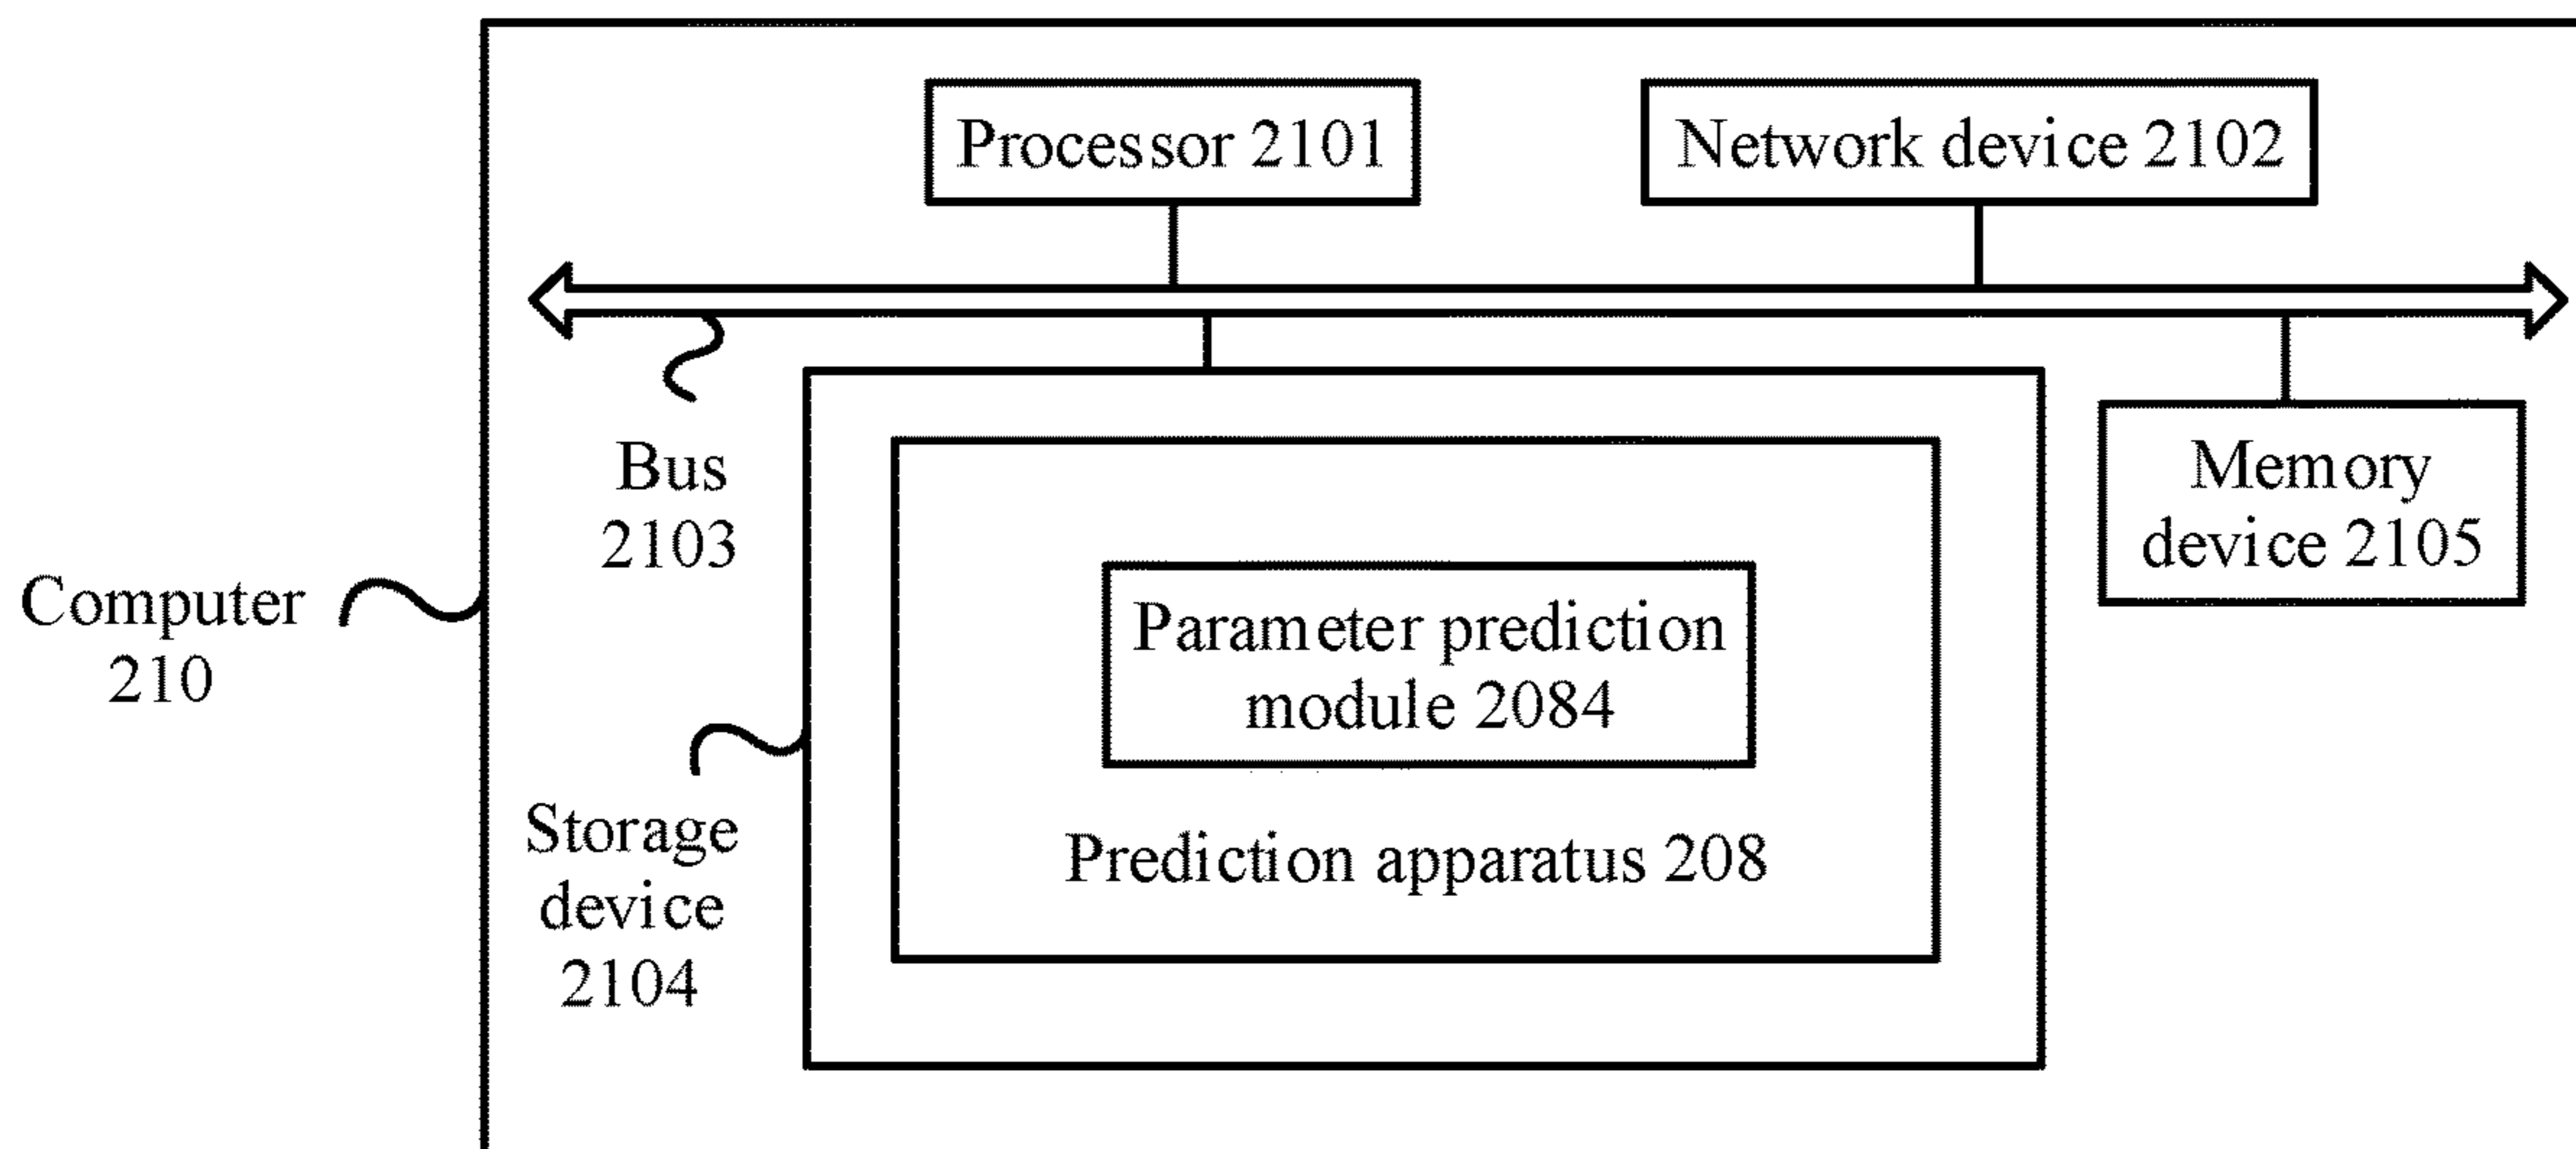 Processor 2101
Network device 2102
Bus
2103
Memory
device 2105
Computer
210
Parameter prediction
module 2084
Storage
device
2104
Prediction apparatus 208